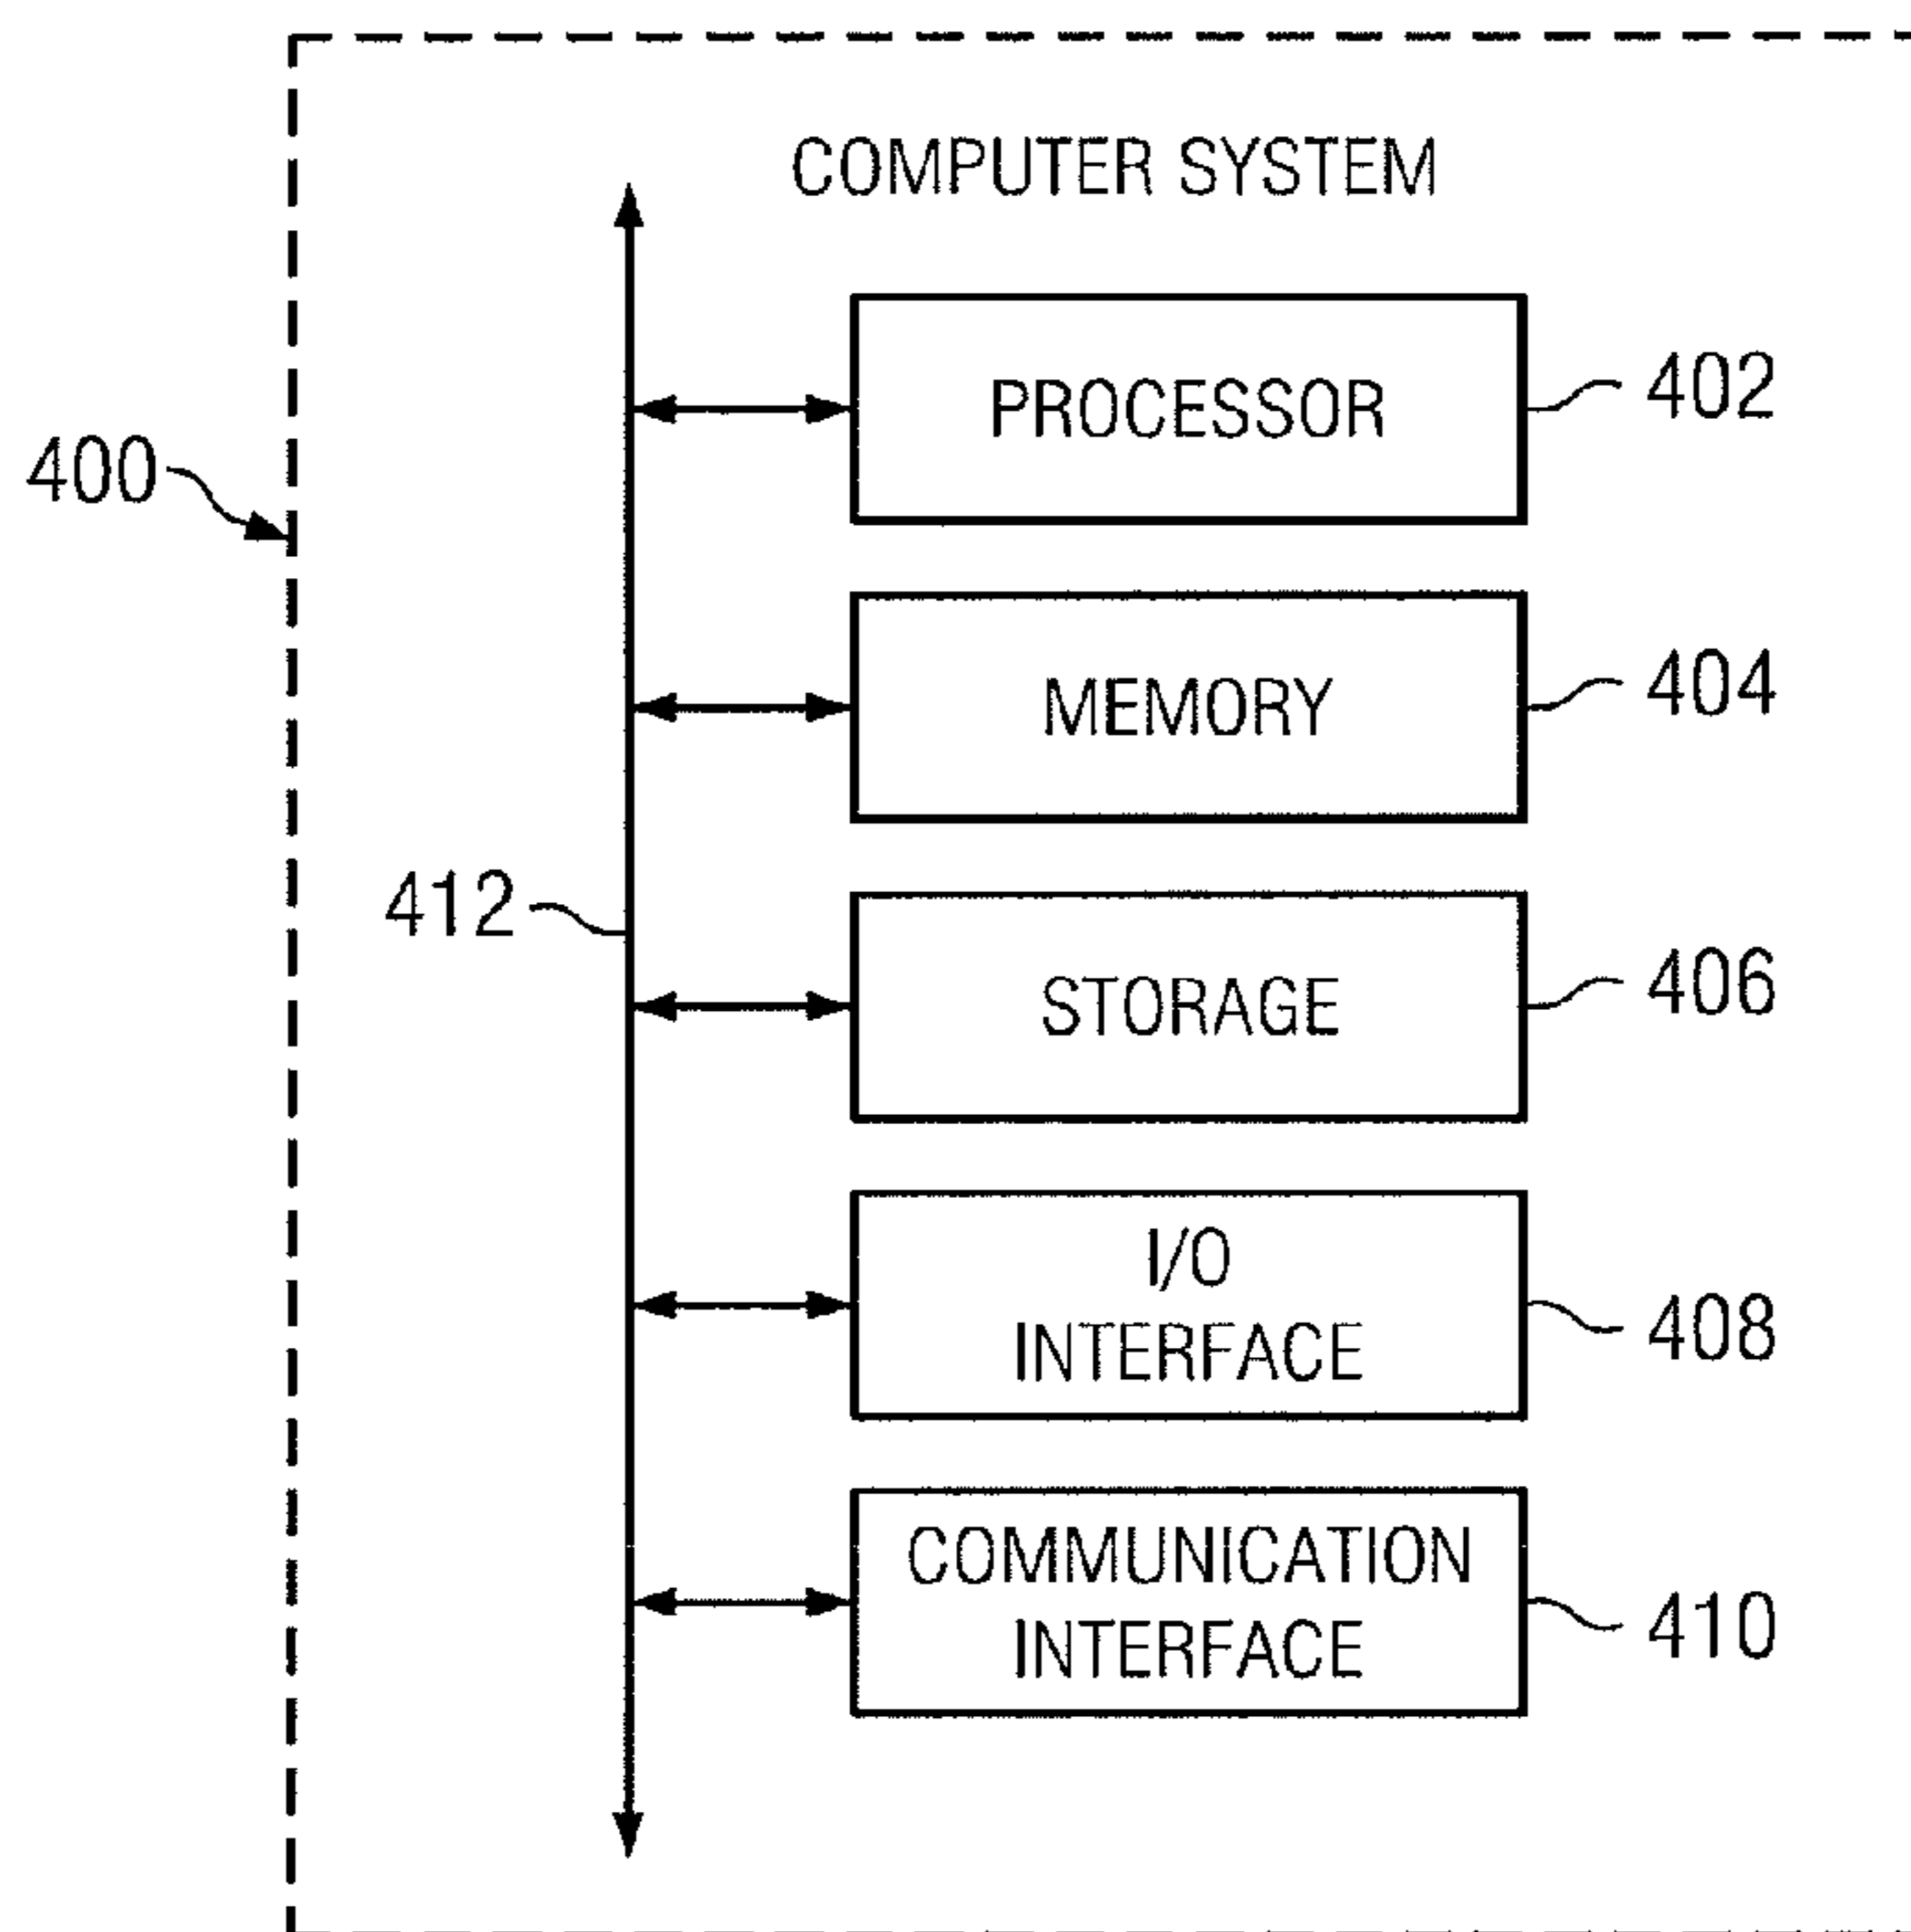 COMPUTER SYSTEM
PROCESSOR
402
400
MEMORY
404
412
STORAGE
406
I/O
INTERFACE
408
COMMUNICATION
INTERFACE
410